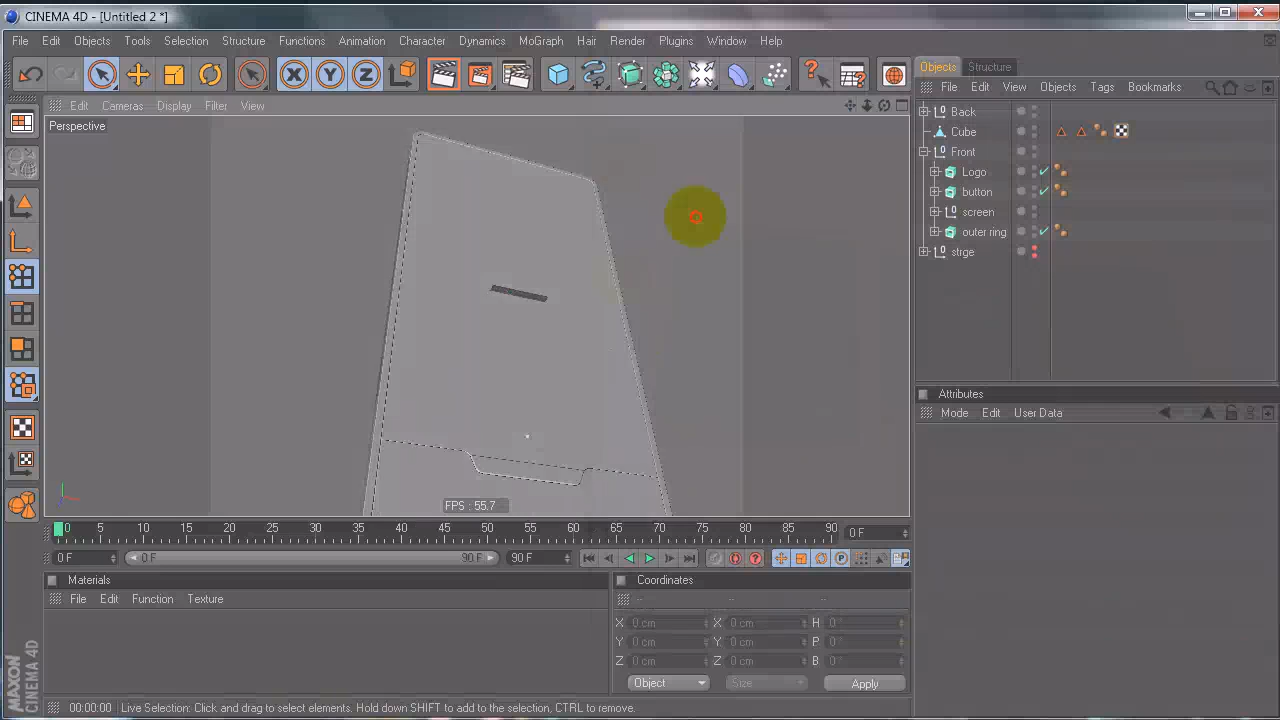 CINEMA 4D - [Untitled 2 *]
File Edit Objects Tools Selection Structure Functions Animation Character Dynamics MoGraph Hair Render Plugins Window Help
X Y Z
Objects Structure
File Edit View Objects Tags Bookmarks
Edit Cameras Display Filter View
Perspective
Back
Cube
Front
Logo
button
screen
outer ring
strge
FPS : 55.7
Attributes
Mode Edit User Data
0 5 10 15 20 25 30 35 40 45 50 55 60 65 70 75 80 85 90 0 F
0 F 0 F 90 F 90 F
Materials
File Edit Function Texture
Coordinates
-- -- --
X 0 cm X 0 cm H 0 °
Y 0 cm Y 0 cm P 0 °
Z 0 cm Z 0 cm B 0 °
Object Size Apply
MAXON
CINEMA 4D
00:00:00 Live Selection: Click and drag to select elements. Hold down SHIFT to add to the selection, CTRL to remove.